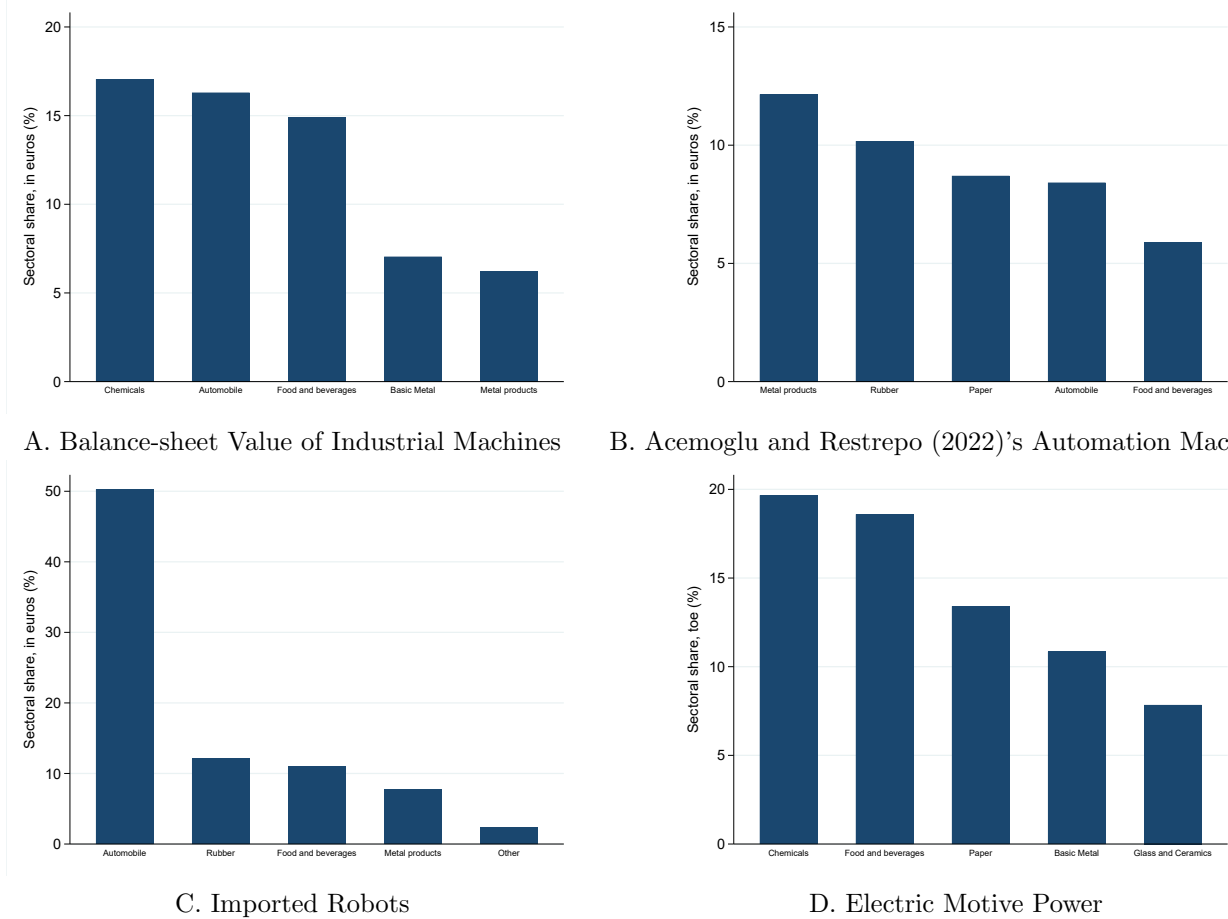 20
15
10
5
0
Sectoral share, in euros (%)
Chemicals Automobile Food and beverages Basic Metal Metal products
A. Balance-sheet Value of Industrial Machines
15
10
5
0
Sectoral share, in euros (%)
Metal products Rubber Paper Automobile Food and beverages
B. Acemoglu and Restrepo (2022)'s Automation Mac
50
40
30
20
10
0
Sectoral share, in euros (%)
Automobile Rubber Food and beverages Metal products Other
C. Imported Robots
20
15
10
5
0
Sectoral share, toe (%)
Chemicals Food and beverages Paper Basic Metal Glass and Ceramics
D. Electric Motive Power